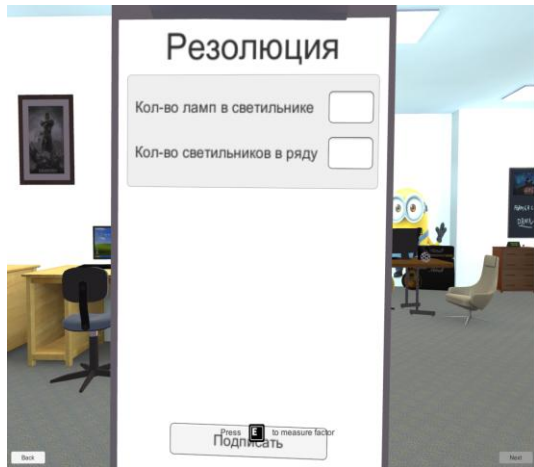 Резолюция
Кол-во ламп в светильнике
Кол-во светильников в ряду
Press E to measure factor
Подписать
Back
Next